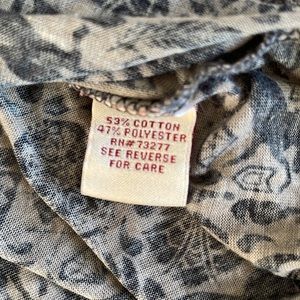 53% COTTON
47% POLYESTER
RN# 73277
SEE REVERSE
FOR CARE